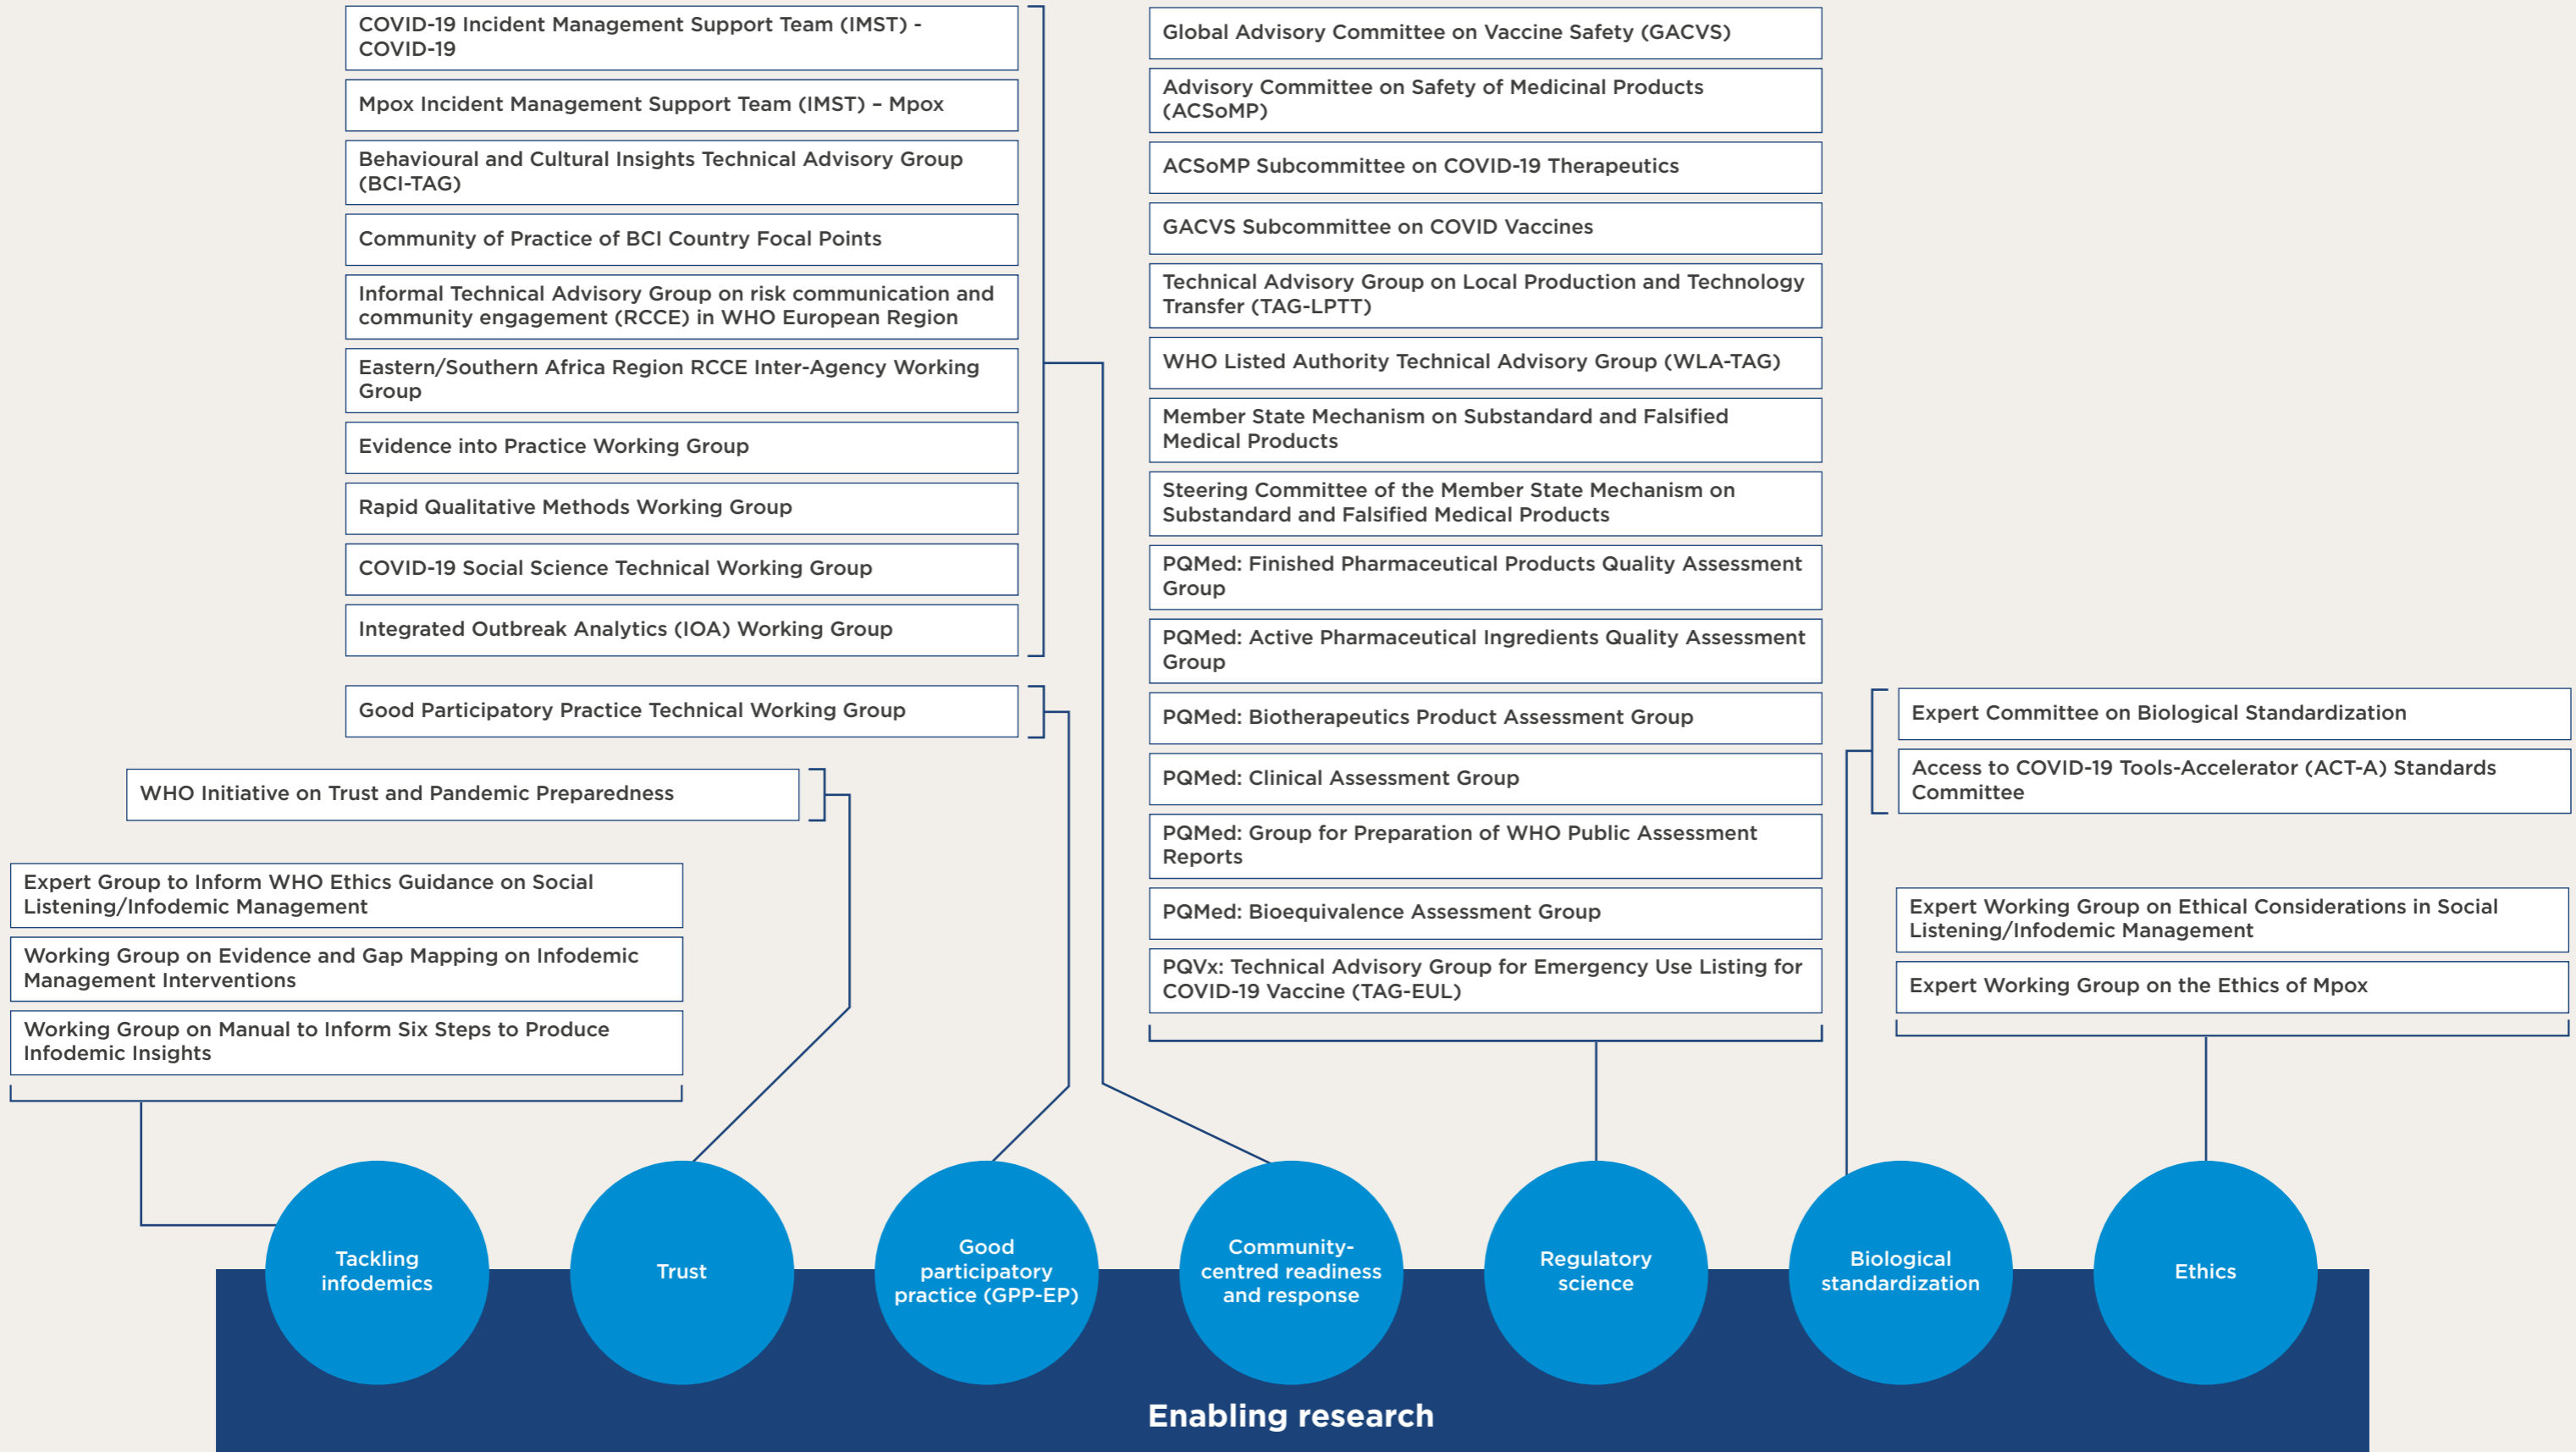 COVID-19 Incident Management Support Team (IMST) -
COVID-19
Mpox Incident Management Support Team (IMST) – Mpox
Behavioural and Cultural Insights Technical Advisory Group
(BCI-TAG)
Community of Practice of BCI Country Focal Points
Informal Technical Advisory Group on risk communication and
community engagement (RCCE) in WHO European Region
Eastern/Southern Africa Region RCCE Inter-Agency Working
Group
Evidence into Practice Working Group
Rapid Qualitative Methods Working Group
COVID-19 Social Science Technical Working Group
Integrated Outbreak Analytics (IOA) Working Group
Good Participatory Practice Technical Working Group
WHO Initiative on Trust and Pandemic Preparedness
Expert Group to Inform WHO Ethics Guidance on Social
Listening/Infodemic Management
Working Group on Evidence and Gap Mapping on Infodemic
Management Interventions
Working Group on Manual to Inform Six Steps to Produce
Infodemic Insights
Global Advisory Committee on Vaccine Safety (GACVS)
Advisory Committee on Safety of Medicinal Products
(ACSoMP)
ACSoMP Subcommittee on COVID-19 Therapeutics
GACVS Subcommittee on COVID Vaccines
Technical Advisory Group on Local Production and Technology
Transfer (TAG-LPTT)
WHO Listed Authority Technical Advisory Group (WLA-TAG)
Member State Mechanism on Substandard and Falsified
Medical Products
Steering Committee of the Member State Mechanism on
Substandard and Falsified Medical Products
PQMed: Finished Pharmaceutical Products Quality Assessment
Group
PQMed: Active Pharmaceutical Ingredients Quality Assessment
Group
PQMed: Biotherapeutics Product Assessment Group
PQMed: Clinical Assessment Group
PQMed: Group for Preparation of WHO Public Assessment
Reports
PQMed: Bioequivalence Assessment Group
PQVx: Technical Advisory Group for Emergency Use Listing for
COVID-19 Vaccine (TAG-EUL)
Expert Committee on Biological Standardization
Access to COVID-19 Tools-Accelerator (ACT-A) Standards
Committee
Expert Working Group on Ethical Considerations in Social
Listening/Infodemic Management
Expert Working Group on the Ethics of Mpox
Tackling
infodemics
Trust
Good
participatory
practice (GPP-EP)
Community-
centred readiness
and response
Regulatory
science
Biological
standardization
Ethics
Enabling research